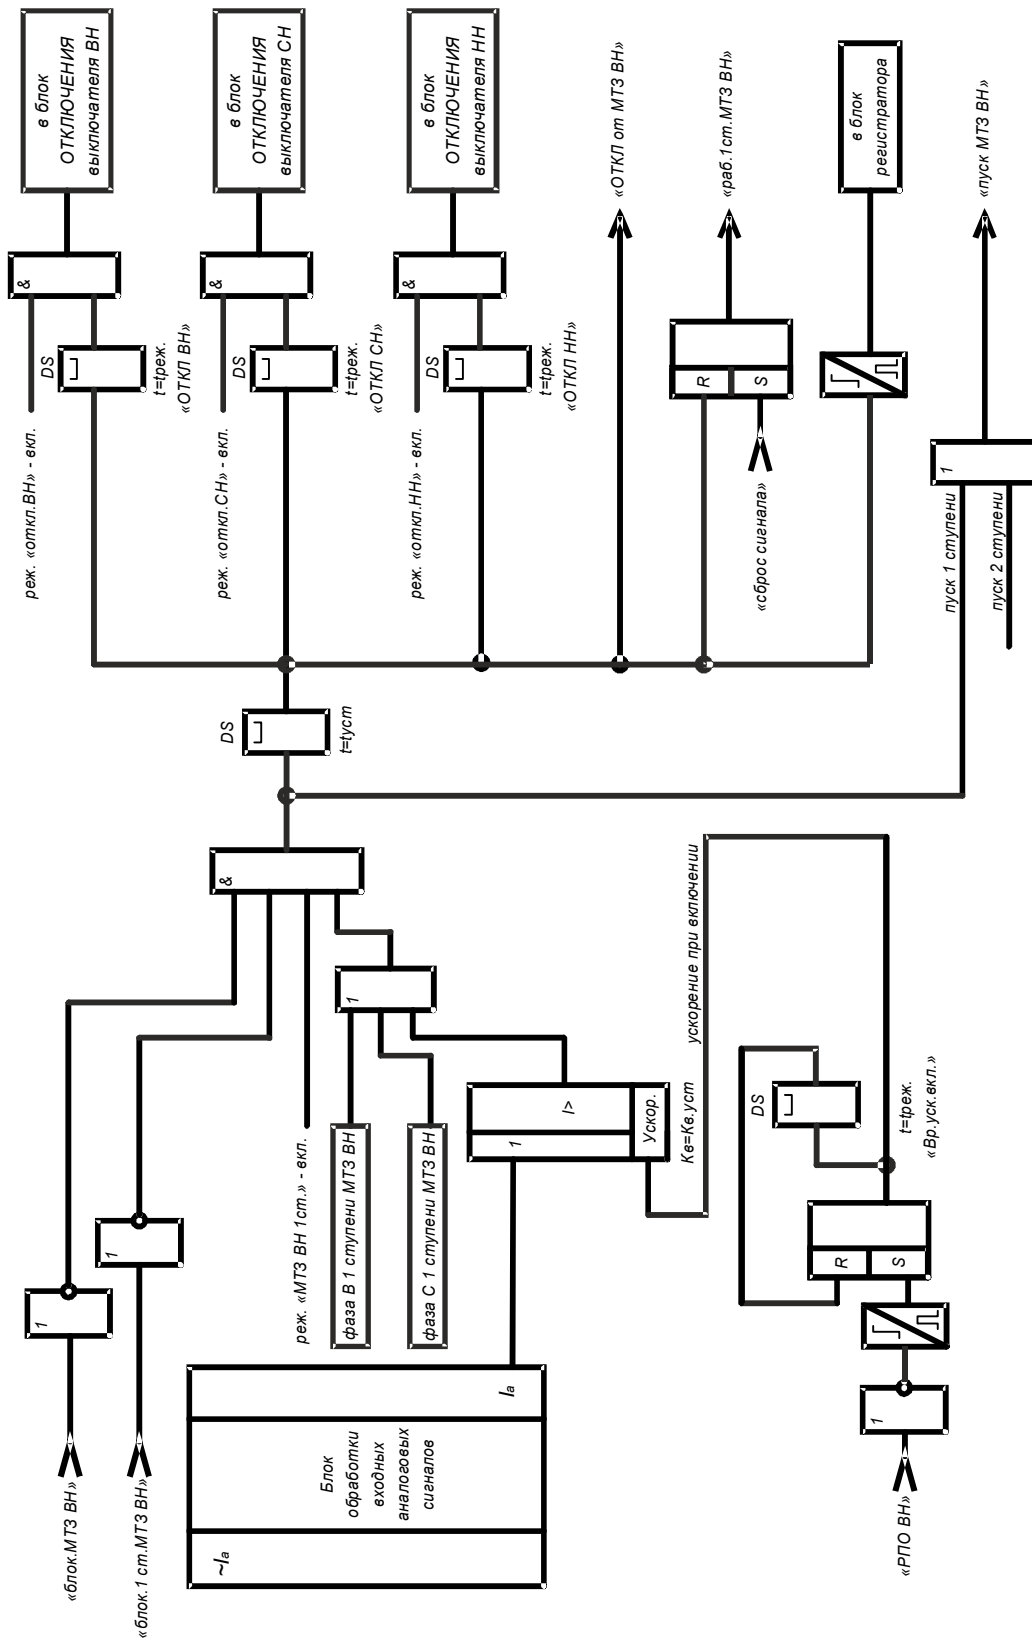 «блок.МТЗ ВН»
«блок.1 ст.МТЗ ВН»
1
1
реж. «МТЗ ВН 1ст.» - вкл.
фаза В 1 ступени МТЗ ВН
фаза С 1 ступени МТЗ ВН
~Iа
Блок
обработки
входных
аналоговых
сигналов
Iа
1
I>
Ускор.
Кв=Кв.уст
ускорение при включении
1
&
DS
t=tуст
«РПО ВН»
1
R
S
DS
t=tреж.
«Вр.уск.вкл.»
реж. «откл.ВН» - вкл.
DS
t=tреж.
«ОТКЛ ВН»
&
в блок
ОТКЛЮЧЕНИЯ
выключателя ВН
реж. «откл.СН» - вкл.
DS
t=tреж.
«ОТКЛ СН»
&
в блок
ОТКЛЮЧЕНИЯ
выключателя СН
реж. «откл.НН» - вкл.
DS
t=tреж.
«ОТКЛ НН»
&
в блок
ОТКЛЮЧЕНИЯ
выключателя НН
«ОТКЛ от МТЗ ВН»
R
S
«сброс сигнала»
«раб.1ст.МТЗ ВН»
в блок
регистратора
пуск 1 ступени
пуск 2 ступени
1
«пуск МТЗ ВН»